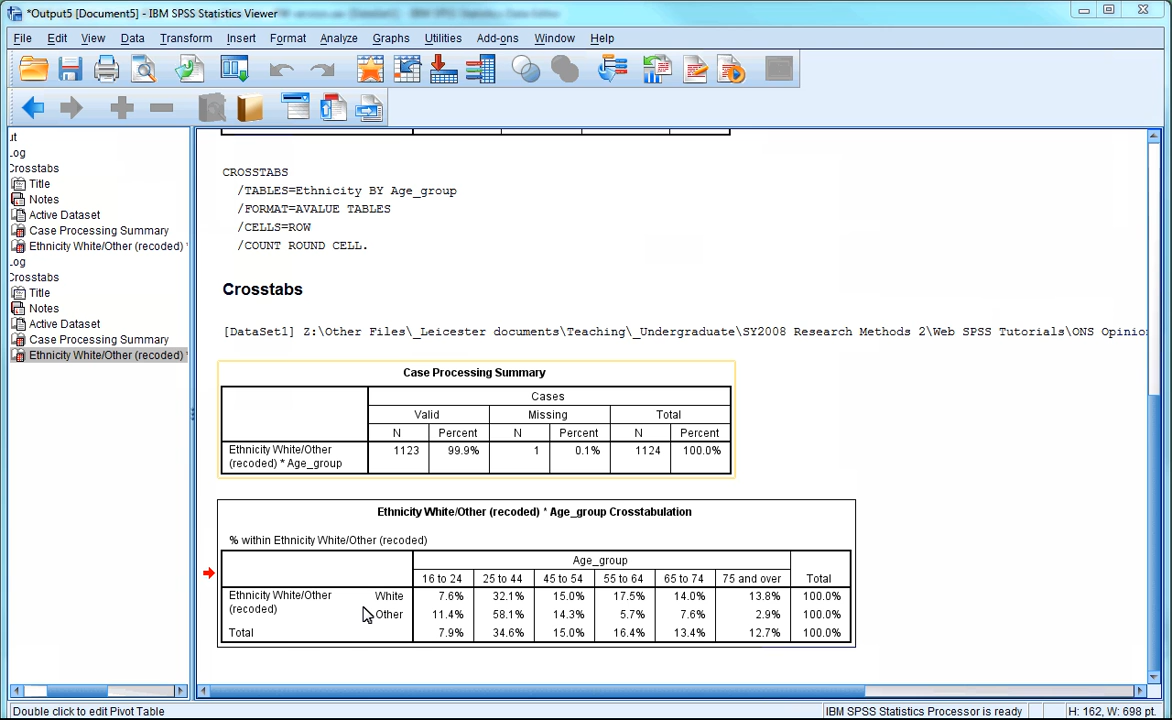 *Output5 [Document5] - IBM SPSS Statistics Viewer
File Edit View Data Transform Insert Format Analyze Graphs Utilities Add-ons Window Help
ut
.og
Crosstabs
Title
Notes
Active Dataset
Case Processing Summary
Ethnicity White/Other (recoded) '
.og
Crosstabs
Title
Notes
Active Dataset
Case Processing Summary
Ethnicity White/Other (recoded) '
CROSSTABS
/TABLES=Ethnicity BY Age_group
/FORMAT=AVALUE TABLES
/CELLS=ROW
/COUNT ROUND CELL.
Crosstabs
[DataSet1] Z:\Other Files\_Leicester documents\Teaching\_Undergraduate\SY2008 Research Methods 2\Web SPSS Tutorials\ONS Opinio
Case Processing Summary
Cases
Valid Missing Total
N Percent N Percent N Percent
Ethnicity White/Other 1123 99.9% 1 0.1% 1124 100.0%
(recoded) * Age_group
Ethnicity White/Other (recoded) * Age_group Crosstabulation
% within Ethnicity White/Other (recoded)
Age_group
16 to 24 25 to 44 45 to 54 55 to 64 65 to 74 75 and over Total
Ethnicity White/Other White 7.6% 32.1% 15.0% 17.5% 14.0% 13.8% 100.0%
(recoded) Other 11.4% 58.1% 14.3% 5.7% 7.6% 2.9% 100.0%
Total 7.9% 34.6% 15.0% 16.4% 13.4% 12.7% 100.0%
Double click to edit Pivot Table IBM SPSS Statistics Processor is ready H: 162, W: 698 pt.